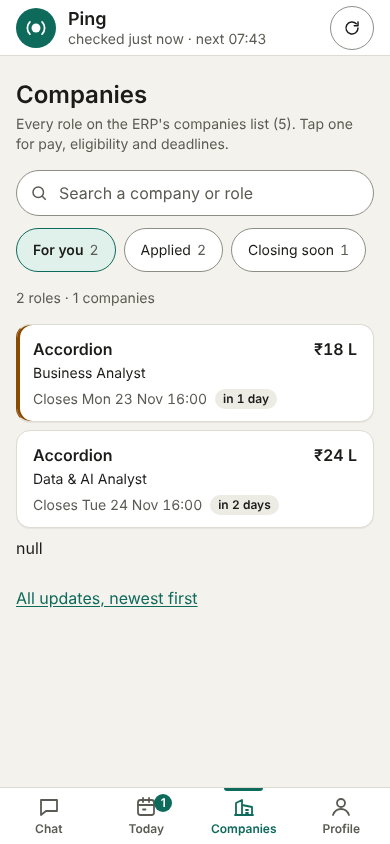 Ping
checked just now · next 07:43
Companies
Every role on the ERP's companies list (5). Tap one
for pay, eligibility and deadlines.
Search a company or role
For you 2
Applied 2
Closing soon 1
2 roles · 1 companies
Accordion ₹18 L
Business Analyst
Closes Mon 23 Nov 16:00 in 1 day
Accordion ₹24 L
Data & AI Analyst
Closes Tue 24 Nov 16:00 in 2 days
null
All updates, newest first
1
Chat Today Companies Profile